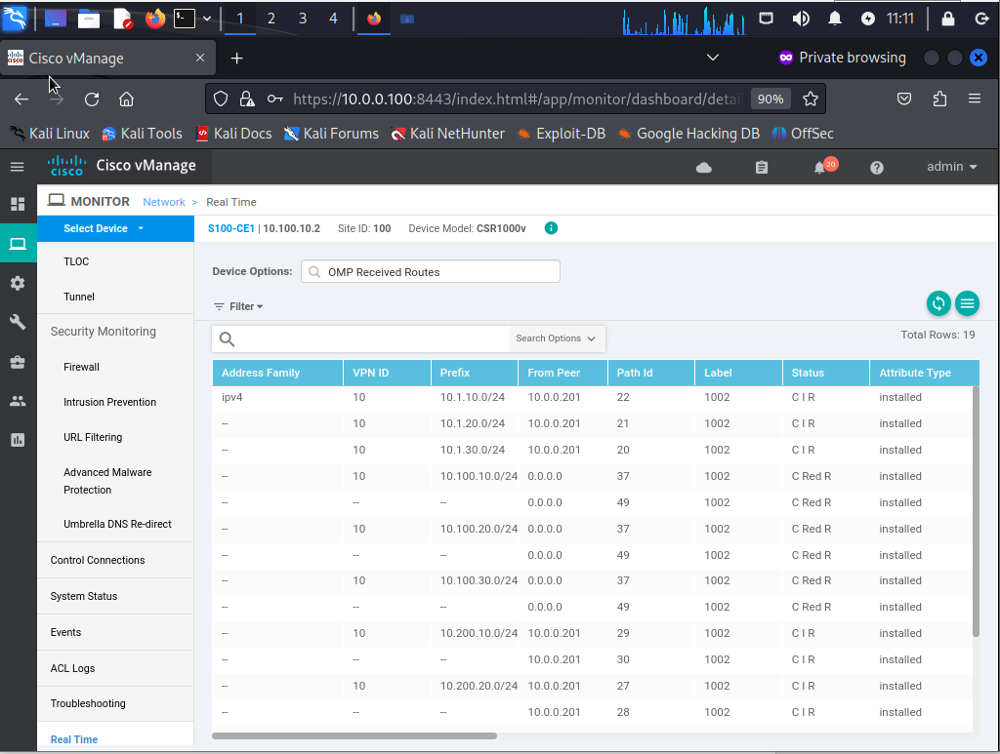 1 2 3 4 11:11
Cisco vManage Private browsing
https://10.0.0.100:8443/index.html#/app/monitor/dashboard/detai 90%
Kali Linux Kali Tools Kali Docs Kali Forums Kali NetHunter Exploit-DB Google Hacking DB OffSec
cisco Cisco vManage 20 admin
MONITOR Network > Real Time
Select Device S100-CE1 | 10.100.10.2 Site ID: 100 Device Model: CSR1000v
TLOC
Tunnel
Security Monitoring
Firewall
Intrusion Prevention
URL Filtering
Advanced Malware
Protection
Umbrella DNS Re-direct
Control Connections
System Status
Events
ACL Logs
Troubleshooting
Real Time
Device Options: OMP Received Routes
Filter
Search Options Total Rows: 19
Address Family VPN ID Prefix From Peer Path Id Label Status Attribute Type
ipv4 10 10.1.10.0/24 10.0.0.201 22 1002 C I R installed
-- 10 10.1.20.0/24 10.0.0.201 21 1002 C I R installed
-- 10 10.1.30.0/24 10.0.0.201 20 1002 C I R installed
-- 10 10.100.10.0/24 0.0.0.0 37 1002 C Red R installed
-- -- -- 0.0.0.0 49 1002 C Red R installed
-- 10 10.100.20.0/24 0.0.0.0 37 1002 C Red R installed
-- -- -- 0.0.0.0 49 1002 C Red R installed
-- 10 10.100.30.0/24 0.0.0.0 37 1002 C Red R installed
-- -- -- 0.0.0.0 49 1002 C Red R installed
-- 10 10.200.10.0/24 10.0.0.201 29 1002 C I R installed
-- -- -- 10.0.0.201 30 1002 C I R installed
-- 10 10.200.20.0/24 10.0.0.201 27 1002 C I R installed
-- -- -- 10.0.0.201 28 1002 C I R installed